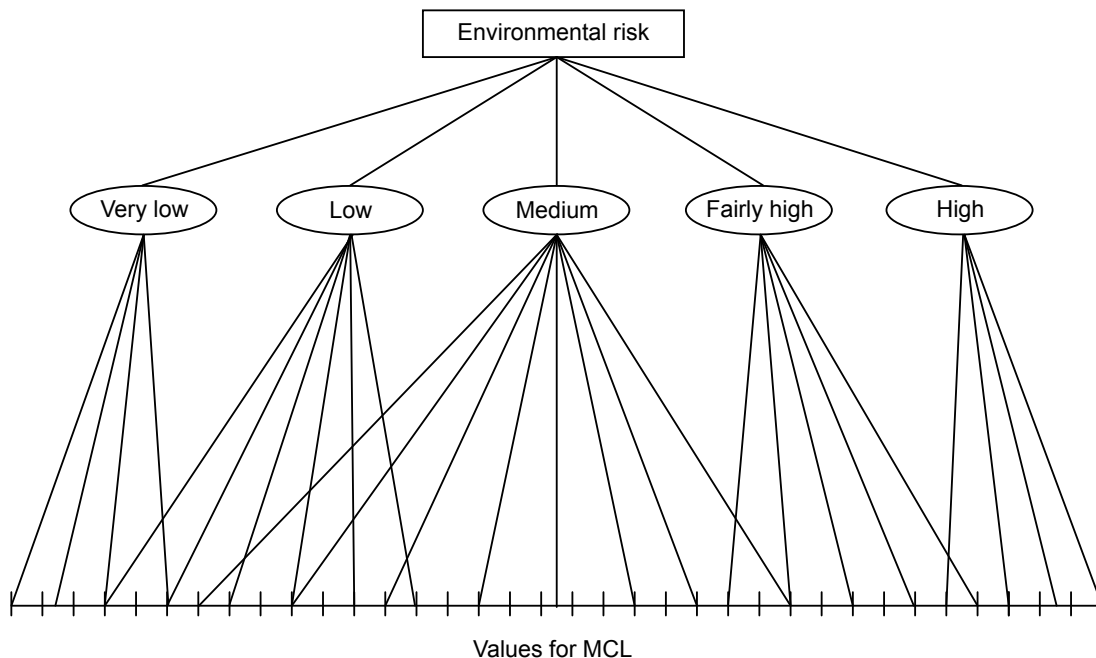 Environmental risk
Very low
Low
Medium
Fairly high
High
Values for MCL